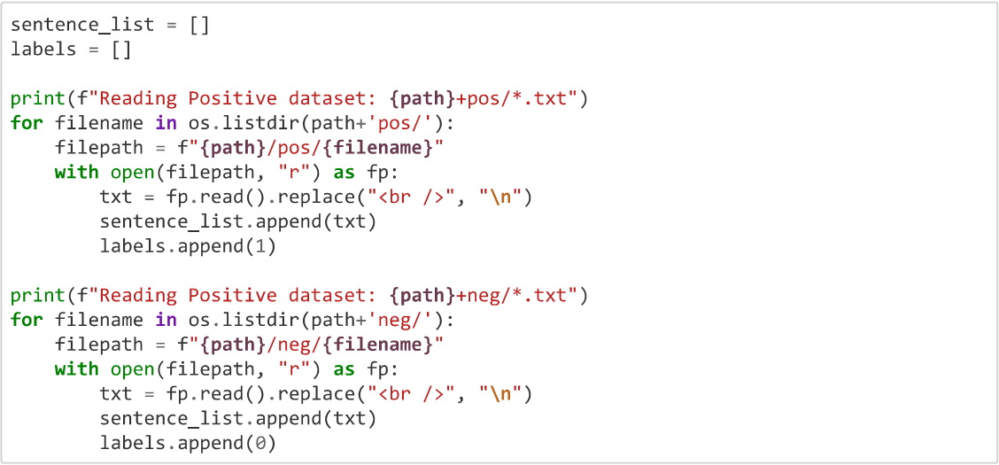 sentence_list = []
labels = []

print(f"Reading Positive dataset: {path}+pos/*.txt")
for filename in os.listdir(path+'pos/'):
    filepath = f"{path}/pos/{filename}"
    with open(filepath, "r") as fp:
        txt = fp.read().replace("<br />", "\n")
        sentence_list.append(txt)
        labels.append(1)

print(f"Reading Positive dataset: {path}+neg/*.txt")
for filename in os.listdir(path+'neg/'):
    filepath = f"{path}/neg/{filename}"
    with open(filepath, "r") as fp:
        txt = fp.read().replace("<br />", "\n")
        sentence_list.append(txt)
        labels.append(0)